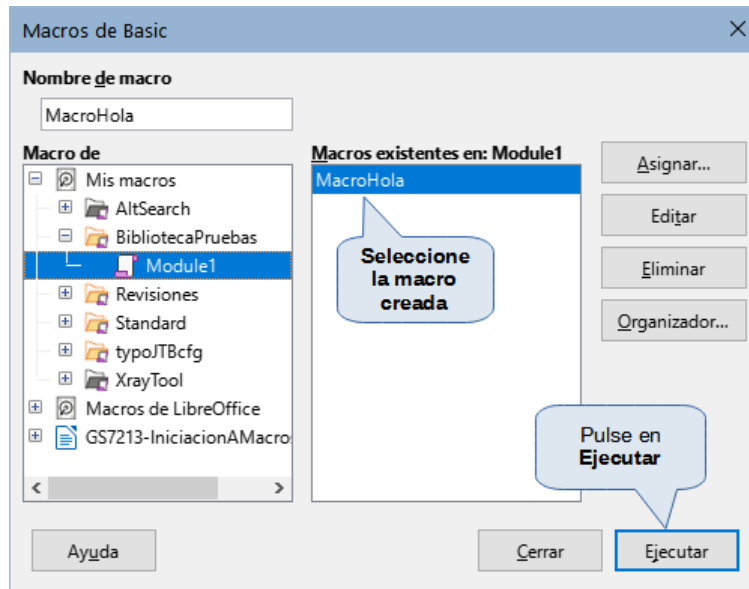 Macros de Basic
Nombre de macro
MacroHola
Macro de
Mis macros
AltSearch
BibliotecaPruebas
Module1
Revisiones
Standard
typoJTBcfg
XrayTool
Macros de LibreOffice
GS7213-IniciacionAMacro
Macros existentes en: Module1
MacroHola
Seleccione
la macro
creada
Asignar...
Editar
Eliminar
Organizador...
Pulse en
Ejecutar
Ayuda
Cerrar
Ejecutar